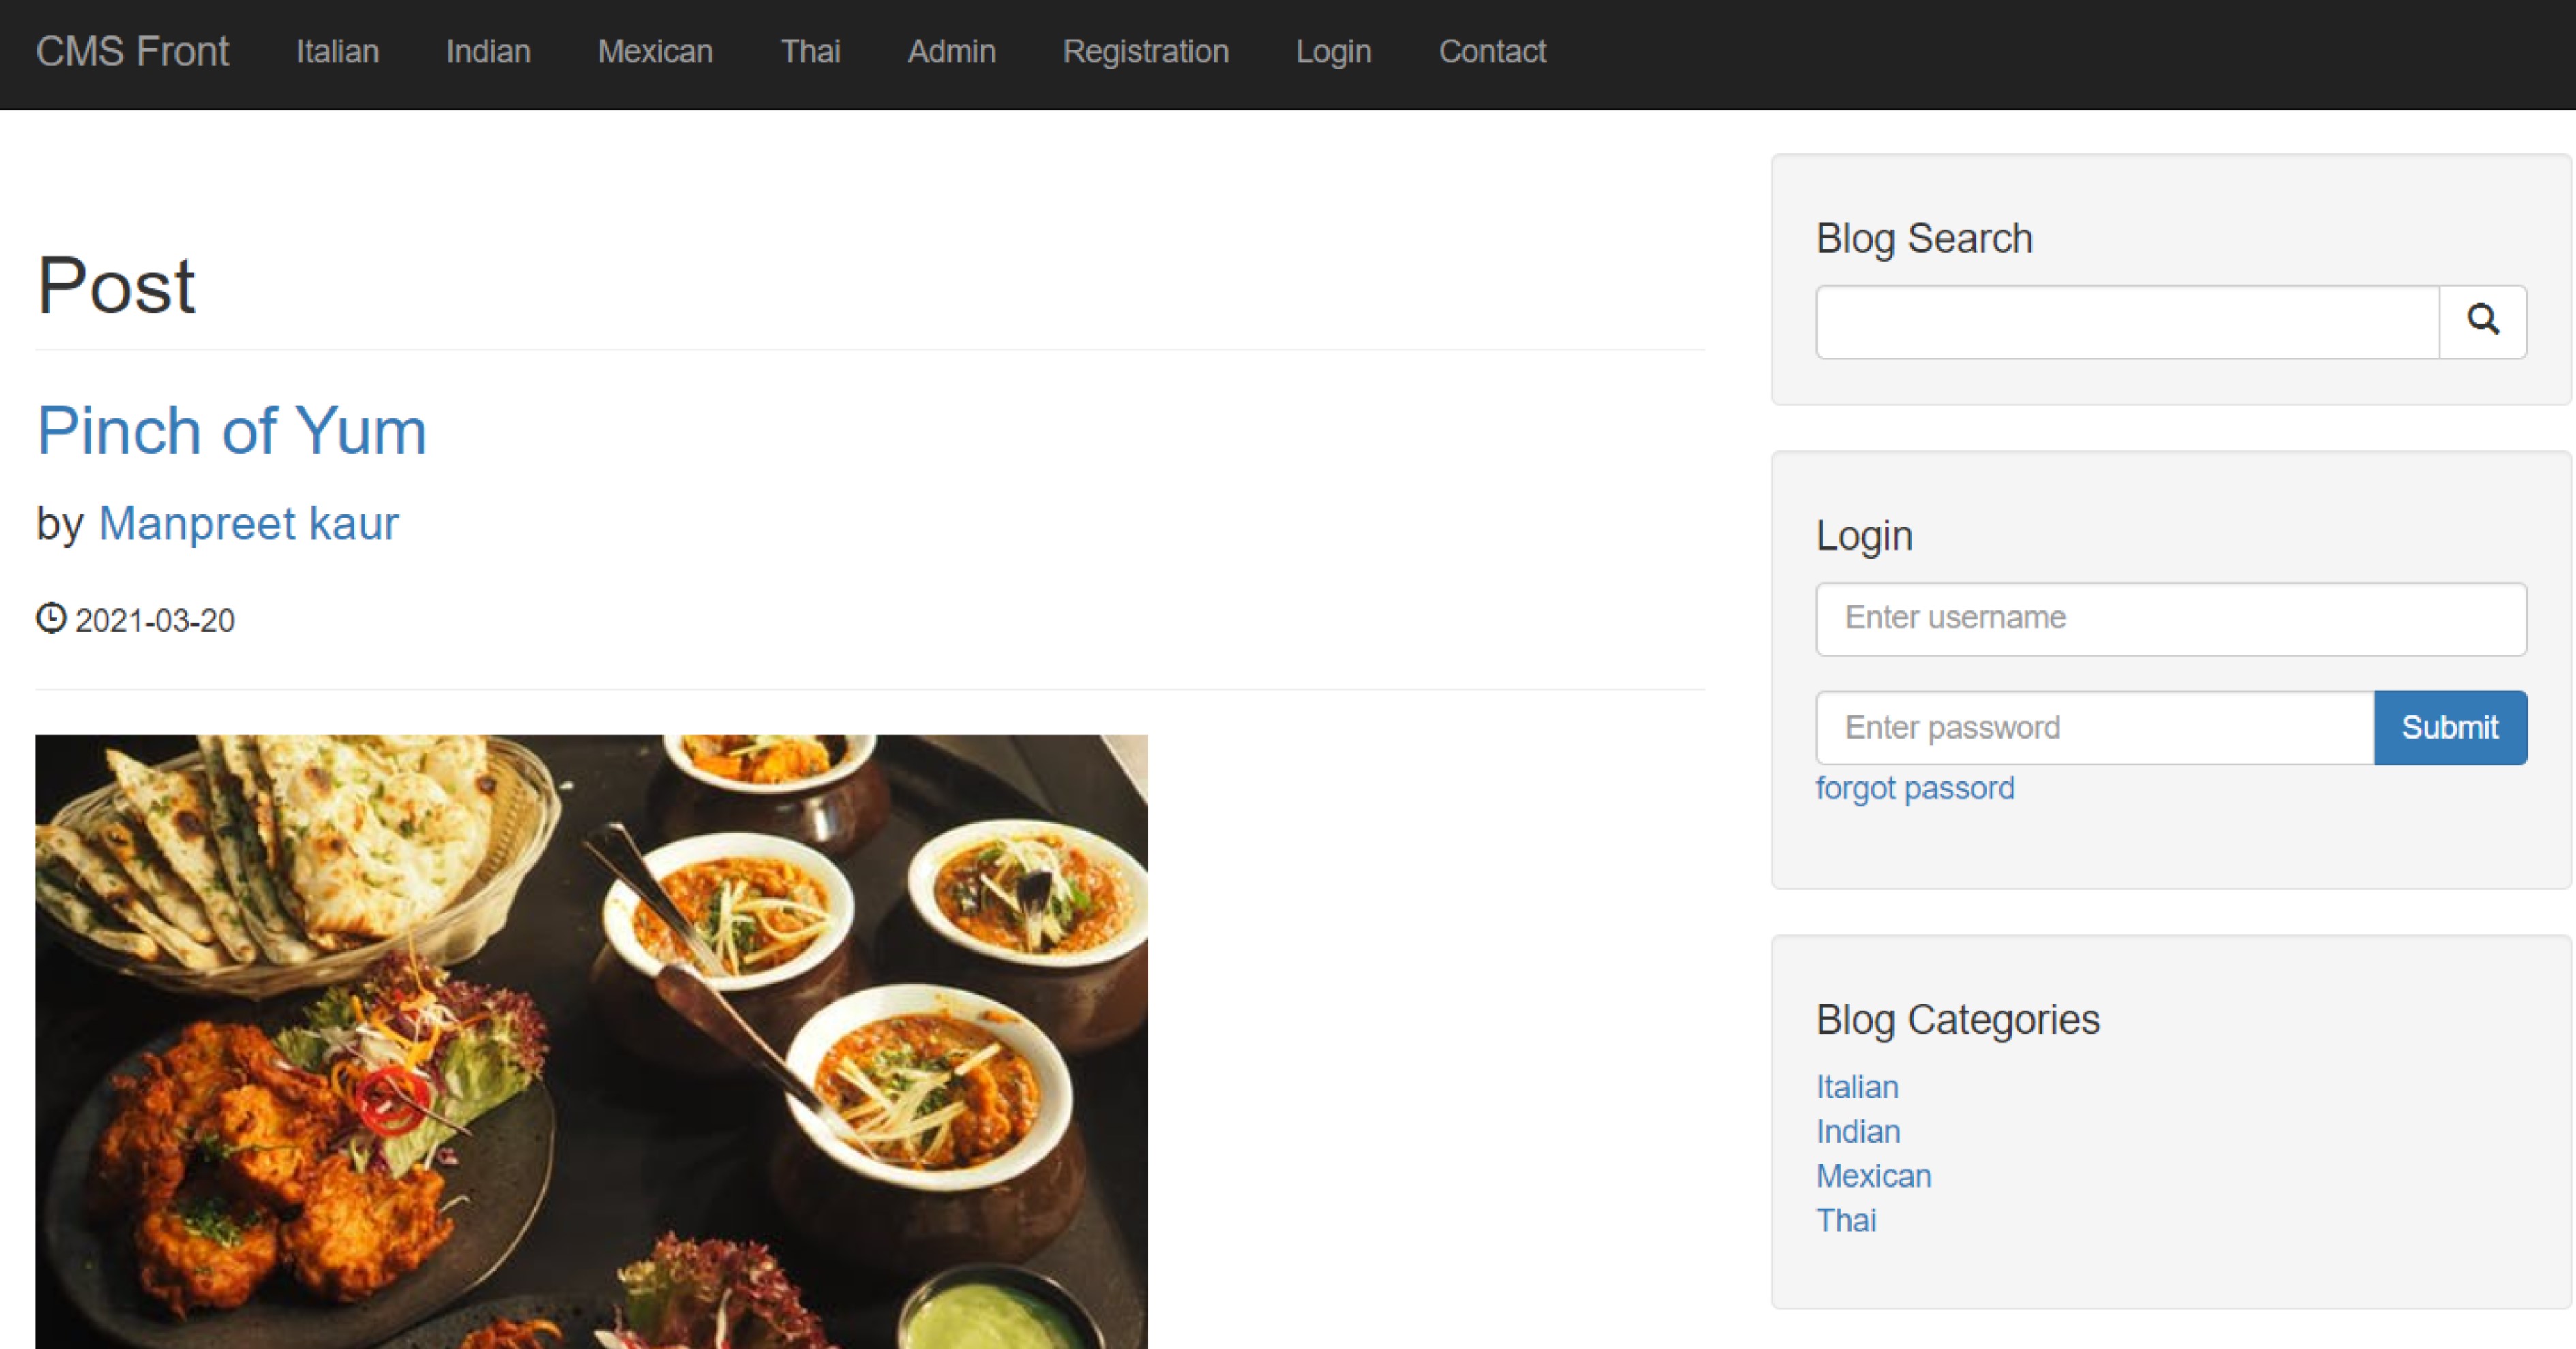 CMS Front Italian Indian Mexican Thai Admin Registration Login Contact
Post
Pinch of Yum
by Manpreet kaur
2021-03-20
Blog Search
Login
Enter username
Enter password Submit
forgot passord
Blog Categories
Italian
Indian
Mexican
Thai